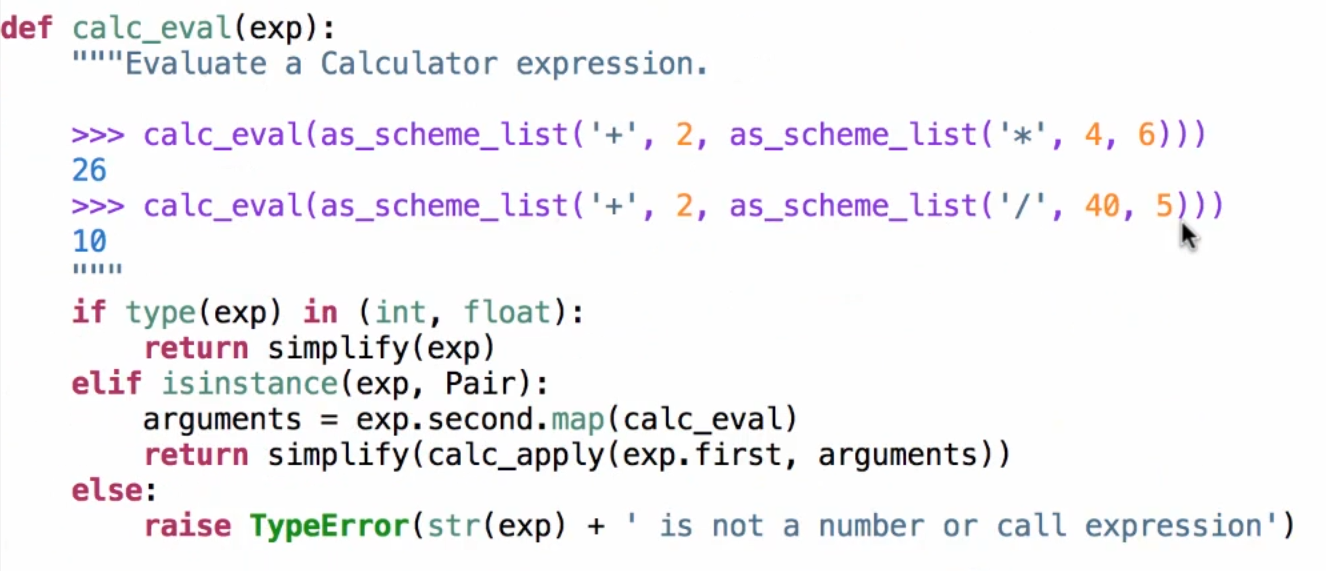 def calc_eval(exp):
    """Evaluate a Calculator expression.
    >>> calc_eval(as_scheme_list('+', 2, as_scheme_list('*', 4, 6)))
    26
    >>> calc_eval(as_scheme_list('+', 2, as_scheme_list('/', 40, 5)))
    10
    """
    if type(exp) in (int, float):
        return simplify(exp)
    elif isinstance(exp, Pair):
        arguments = exp.second.map(calc_eval)
        return simplify(calc_apply(exp.first, arguments))
    else:
        raise TypeError(str(exp) + ' is not a number or call expression')